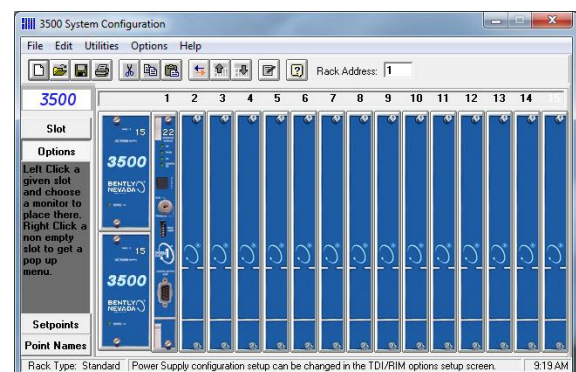 3500 System Configuration
File Edit Utilities Options Help
Rack Address: 1
3500 1 2 3 4 5 6 7 8 9 10 11 12 13 14 15
Slot
Options
Left Click a
given slot
and choose
a monitor to
place there.
Right Click a
non empty
slot to get a
pop up
menu.
Setpoints
Point Names
15
3500
BENTLY
NEVADA
15
3500
BENTLY
NEVADA
22
Rack Type: Standard Power Supply configuration setup can be changed in the TDI/RIM options setup screen. 9:19 AM